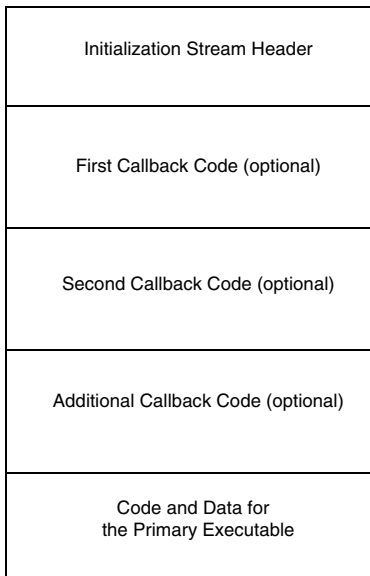 Initialization Stream Header
First Callback Code (optional)
Second Callback Code (optional)
Additional Callback Code (optional)
Code and Data for
the Primary Executable